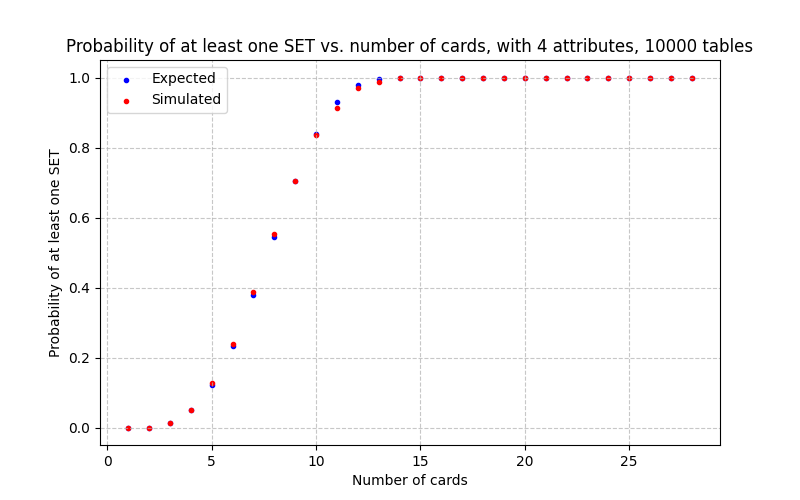 Probability of at least one SET vs. number of cards, with 4 attributes, 10000 tables
Expected
Simulated
Probability of at least one SET
1.0
0.8
0.6
0.4
0.2
0.0
0
5
10
15
20
25
Number of cards